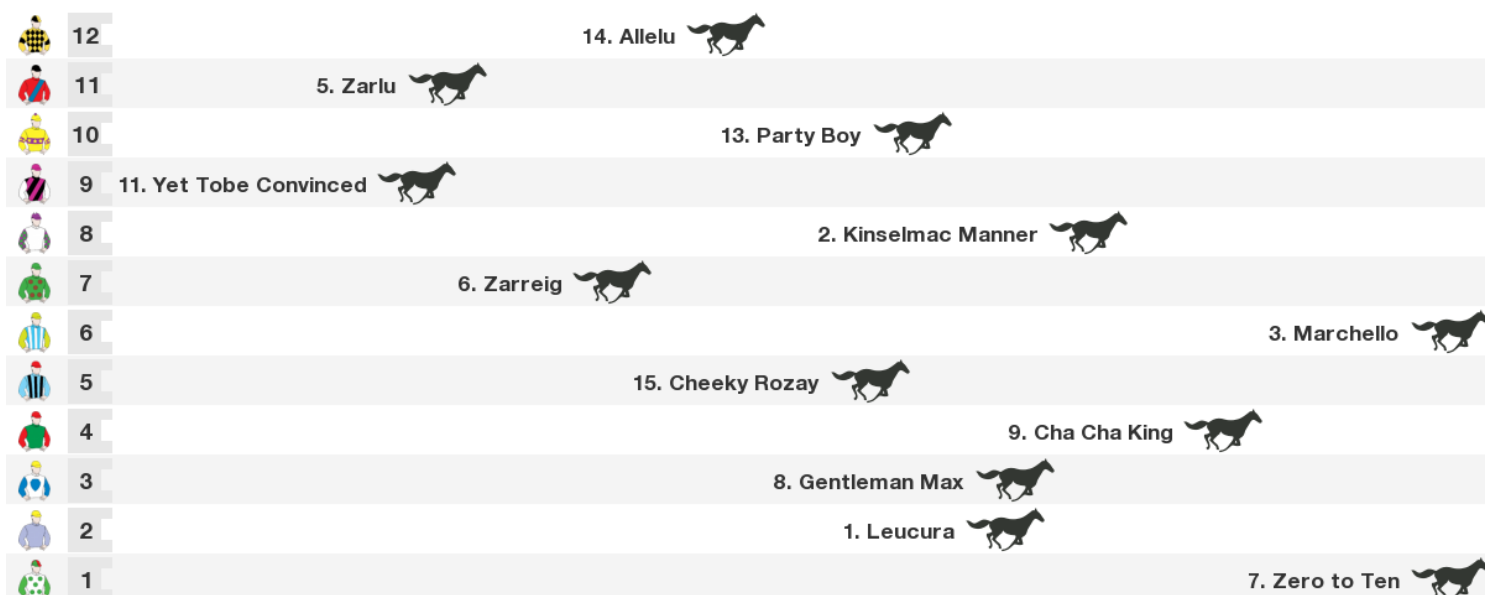 12 14. Allelu
11 5. Zarlu
10 13. Party Boy
9 11. Yet Tobe Convinced
8 2. Kinselmac Manner
7 6. Zarreig
6 3. Marchello
5 15. Cheeky Rozay
4 9. Cha Cha King
3 8. Gentleman Max
2 1. Leucura
1 7. Zero to Ten